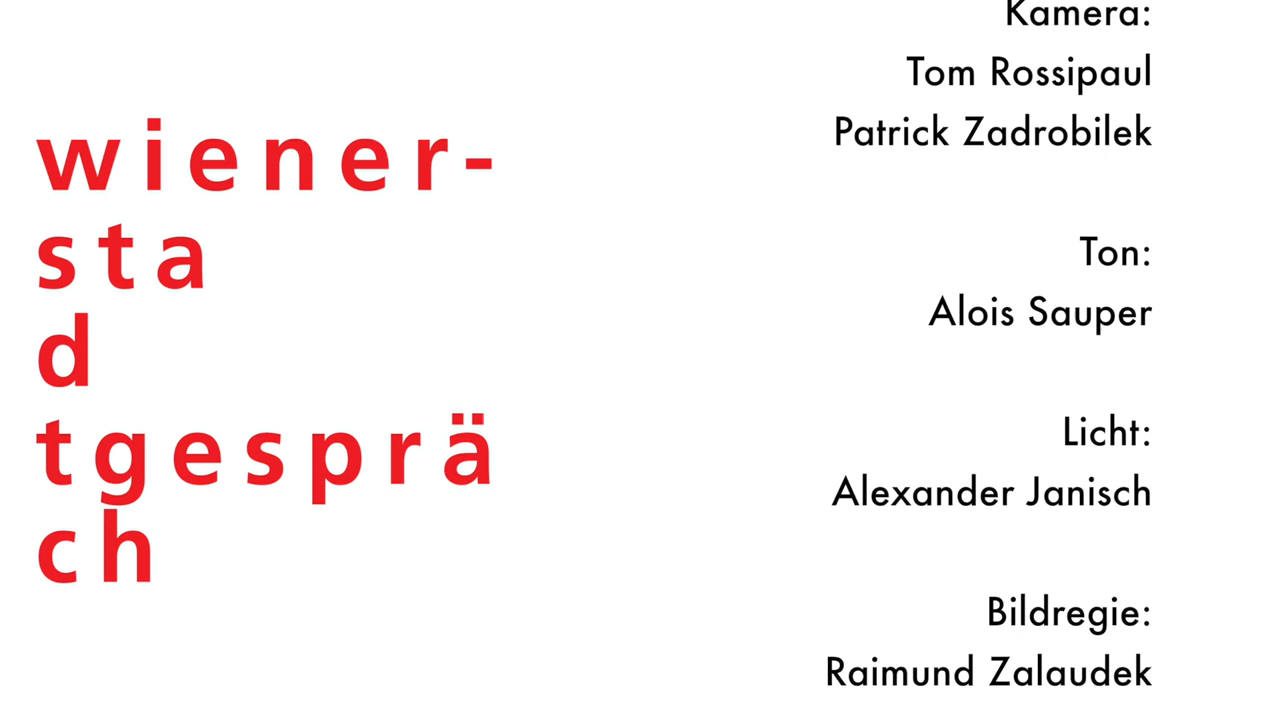 wiener-
sta
d
tgesprä
ch
Kamera:
Tom Rossipaul
Patrick Zadrobilek
Ton:
Alois Sauper
Licht:
Alexander Janisch
Bildregie:
Raimund Zalaudek